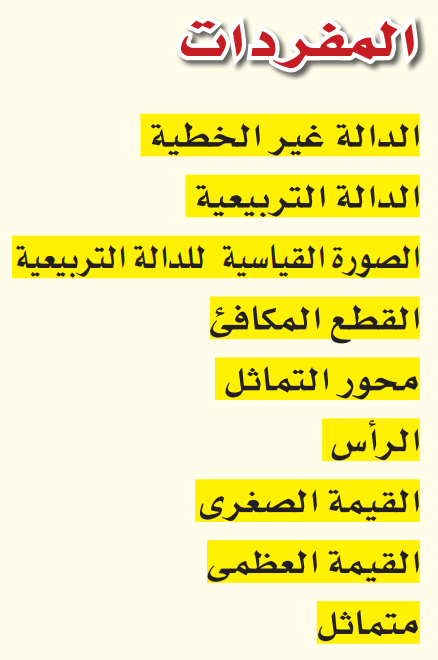 المفردات
الدالة غير الخطية
الدالة التربيعية
الصورة القياسية للدالة التربيعية
القطع المكافئ
محور التماثل
الرأس
القيمة الصغرى
القيمة العظمى
متماثل